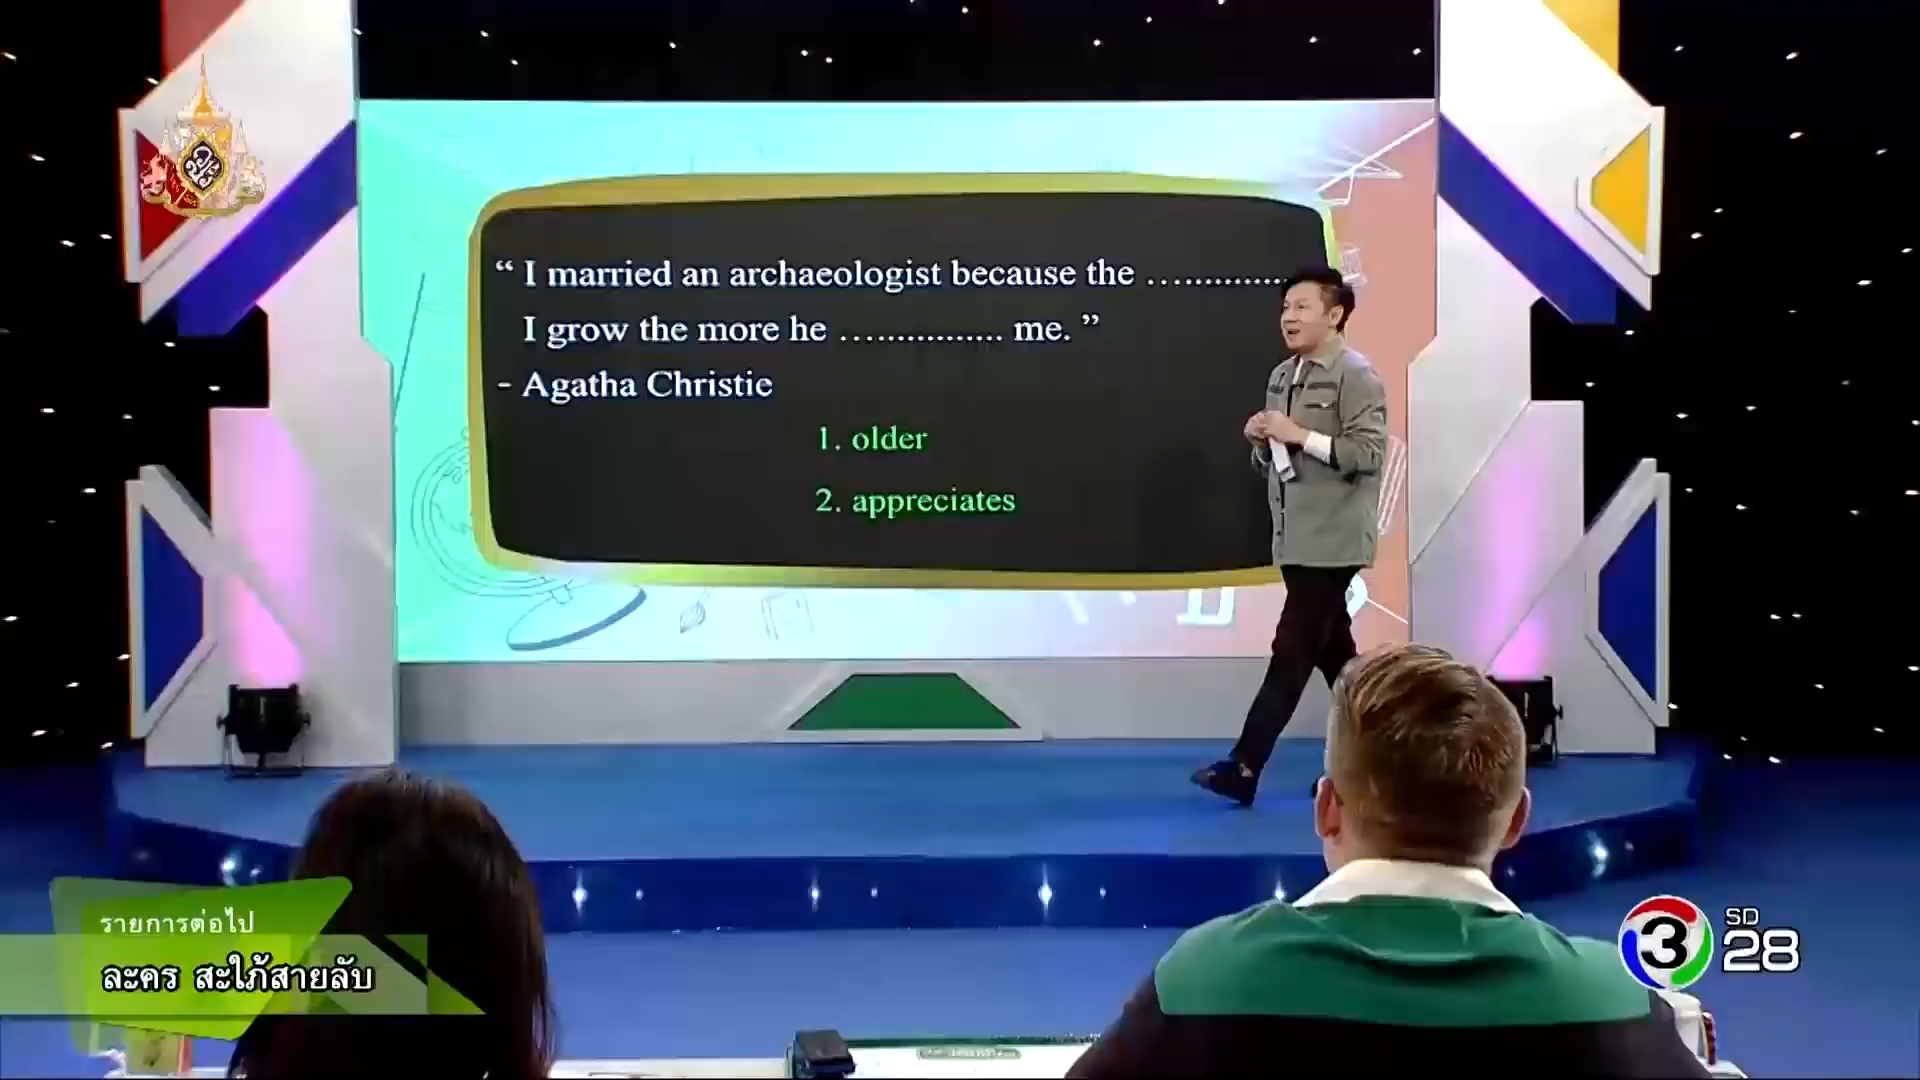 “ I married an archaeologist because the ................
I grow the more he ................ me. ”
- Agatha Christie
1. older
2. appreciates
รายการต่อไป
ละคร สะใภ้สายลับ
3 SD
28